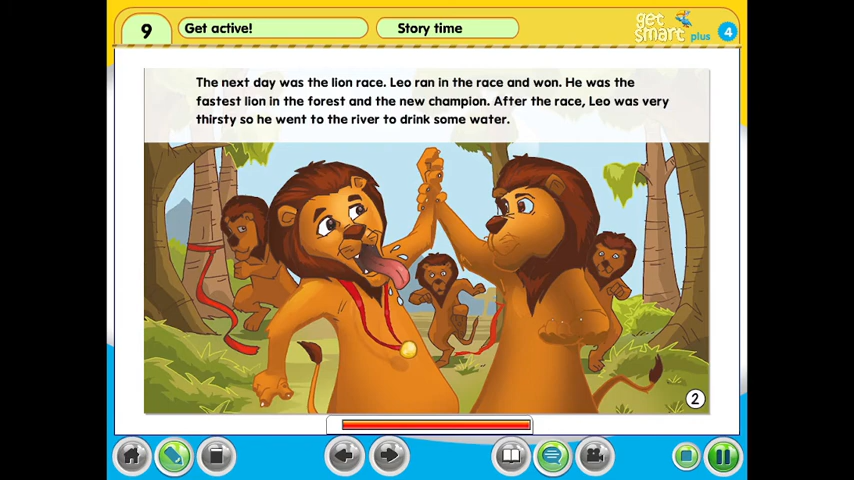 9
Get active!
Story time
get
smart plus 4
The next day was the lion race. Leo ran in the race and won. He was the
fastest lion in the forest and the new champion. After the race, Leo was very
thirsty so he went to the river to drink some water.
2